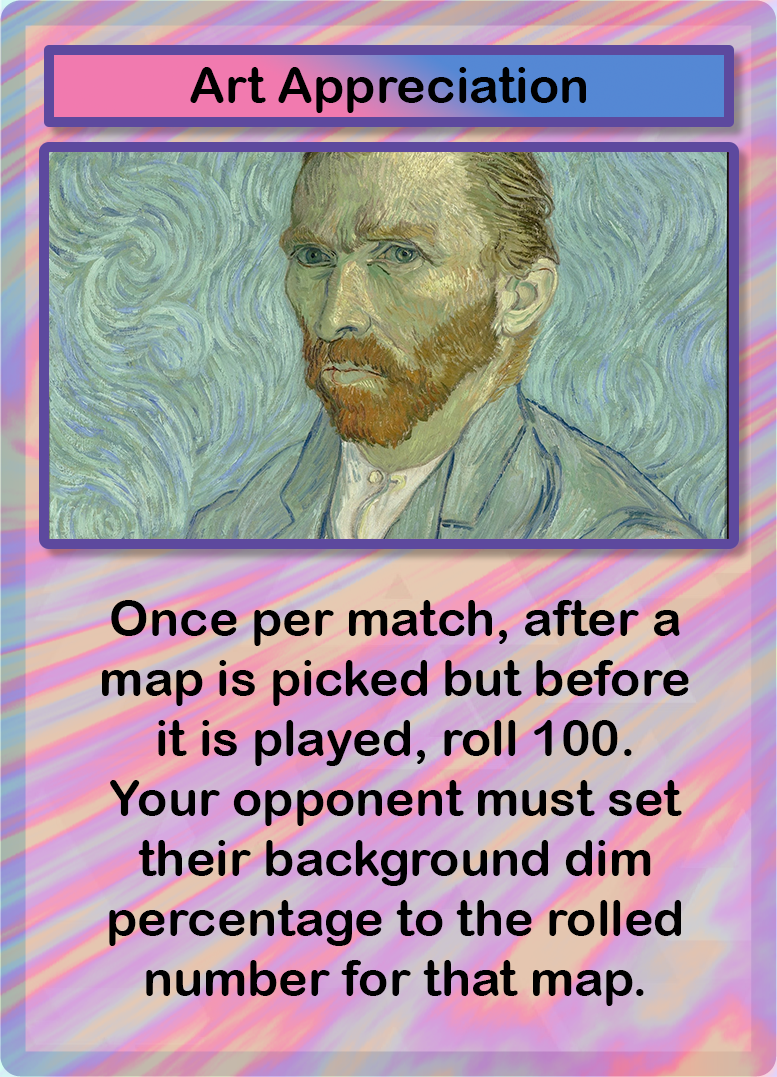 Art Appreciation
Once per match, after a
map is picked but before
it is played, roll 100.
Your opponent must set
their background dim
percentage to the rolled
number for that map.